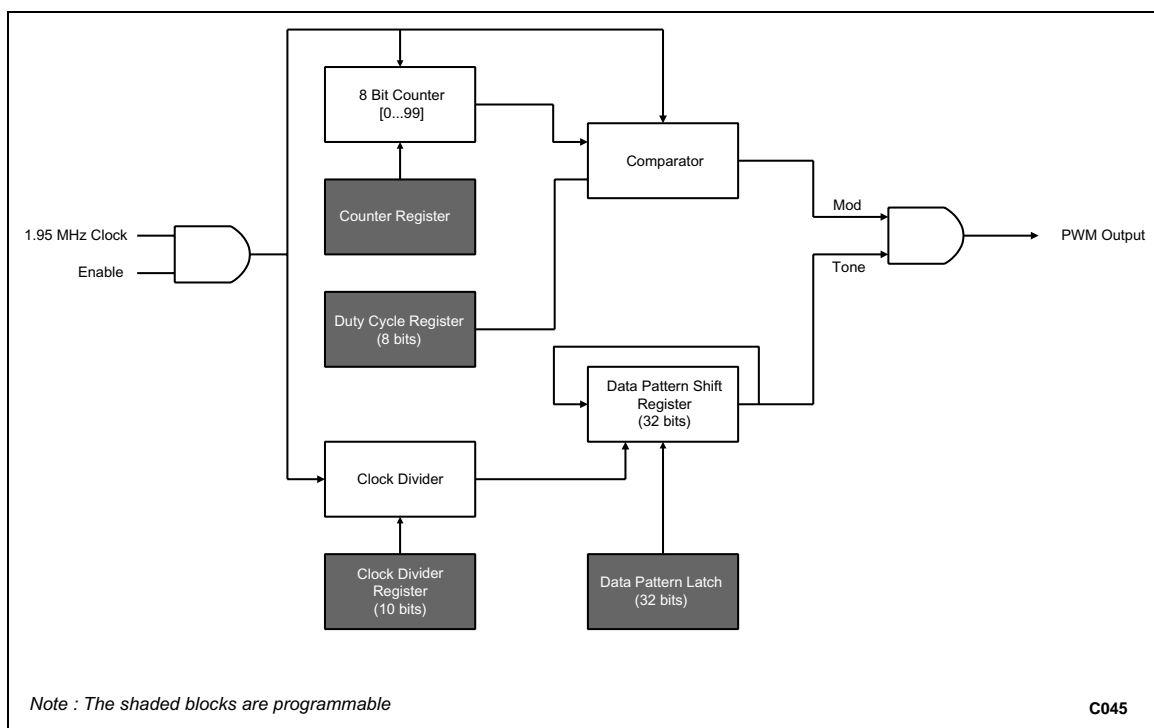 8 Bit Counter
[0...99]
Comparator
Counter Register
Mod
1.95 MHz Clock
PWM Output
Enable
Tone
Duty Cycle Register
(8 bits)
Data Pattern Shift
Register
(32 bits)
Clock Divider
Clock Divider
Register
(10 bits)
Data Pattern Latch
(32 bits)
Note : The shaded blocks are programmable
C045